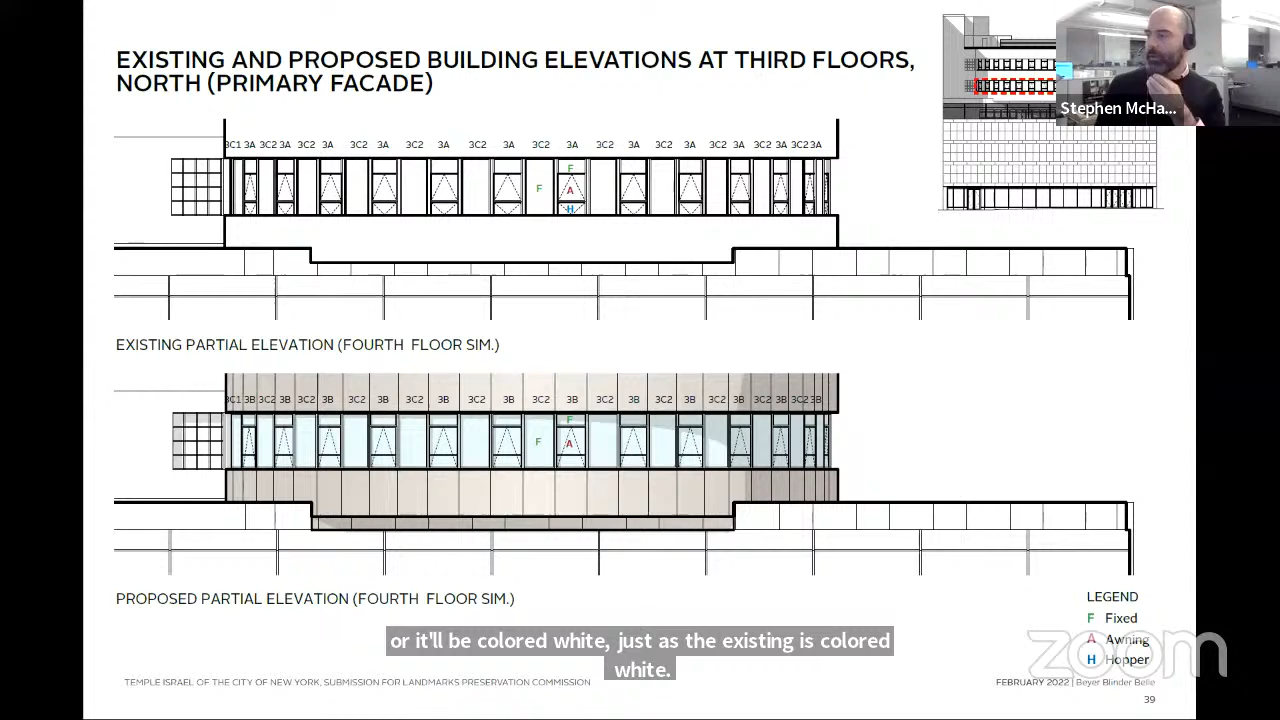 EXISTING AND PROPOSED BUILDING ELEVATIONS AT THIRD FLOORS,
NORTH (PRIMARY FACADE)
Stephen McHa...
3C1 3A 3C2 3A 3C2 3A 3C2 3A 3C2 3A 3C2 3A 3C2 3A 3C2 3A 3C2 3A 3C2 3A 3C2 3A 3C2 3A
F
F
A
H
EXISTING PARTIAL ELEVATION (FOURTH FLOOR SIM.)
3C1 3B 3C2 3B 3C2 3B 3C2 3B 3C2 3B 3C2 3B 3C2 3B 3C2 3B 3C2 3B 3C2 3B 3C2 3B 3C2 3B
F
F
A
PROPOSED PARTIAL ELEVATION (FOURTH FLOOR SIM.)
LEGEND
F Fixed
A Awning
H Hopper
or it'll be colored white, just as the existing is colored
white.
zoom
TEMPLE ISRAEL OF THE CITY OF NEW YORK, SUBMISSION FOR LANDMARKS PRESERVATION COMMISSION
FEBRUARY 2022 | Beyer Blinder Belle
39